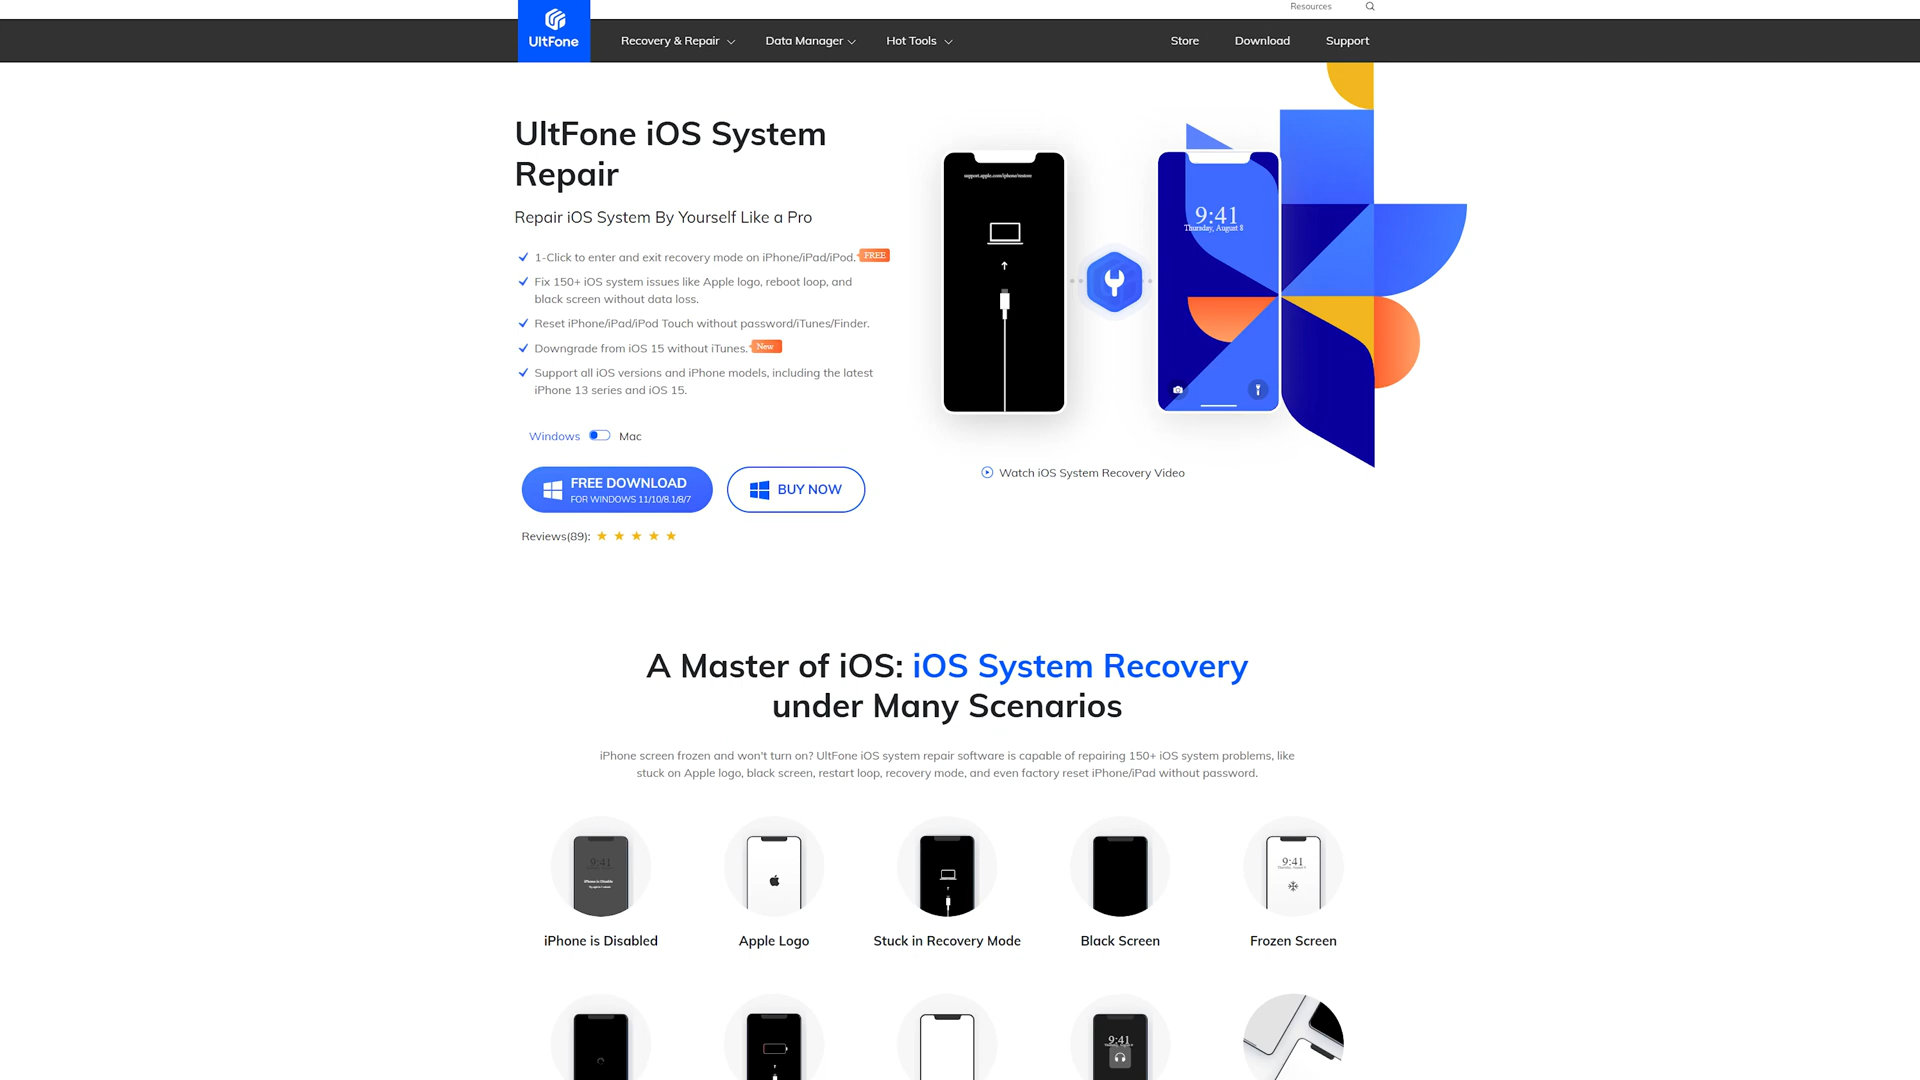 Resources
UltFone
Recovery & Repair
Data Manager
Hot Tools
Store
Download
Support
UltFone iOS System
Repair
Repair iOS System By Yourself Like a Pro
1-Click to enter and exit recovery mode on iPhone/iPad/iPod. FREE
Fix 150+ iOS system issues like Apple logo, reboot loop, and
black screen without data loss.
Reset iPhone/iPad/iPod Touch without password/iTunes/Finder.
Downgrade from iOS 15 without iTunes. New
Support all iOS versions and iPhone models, including the latest
iPhone 13 series and iOS 15.
Windows
Mac
FREE DOWNLOAD
FOR WINDOWS 11/10/8.1/8/7
BUY NOW
Reviews(89):
support.apple.com/iphone/restore
9:41
Thursday, August 8
Watch iOS System Recovery Video
A Master of iOS: iOS System Recovery
under Many Scenarios
iPhone screen frozen and won't turn on? UltFone iOS system repair software is capable of repairing 150+ iOS system problems, like
stuck on Apple logo, black screen, restart loop, recovery mode, and even factory reset iPhone/iPad without password.
9:41
iPhone is Disable
9:41
iPhone is Disabled
Apple Logo
Stuck in Recovery Mode
Black Screen
Frozen Screen
9:41